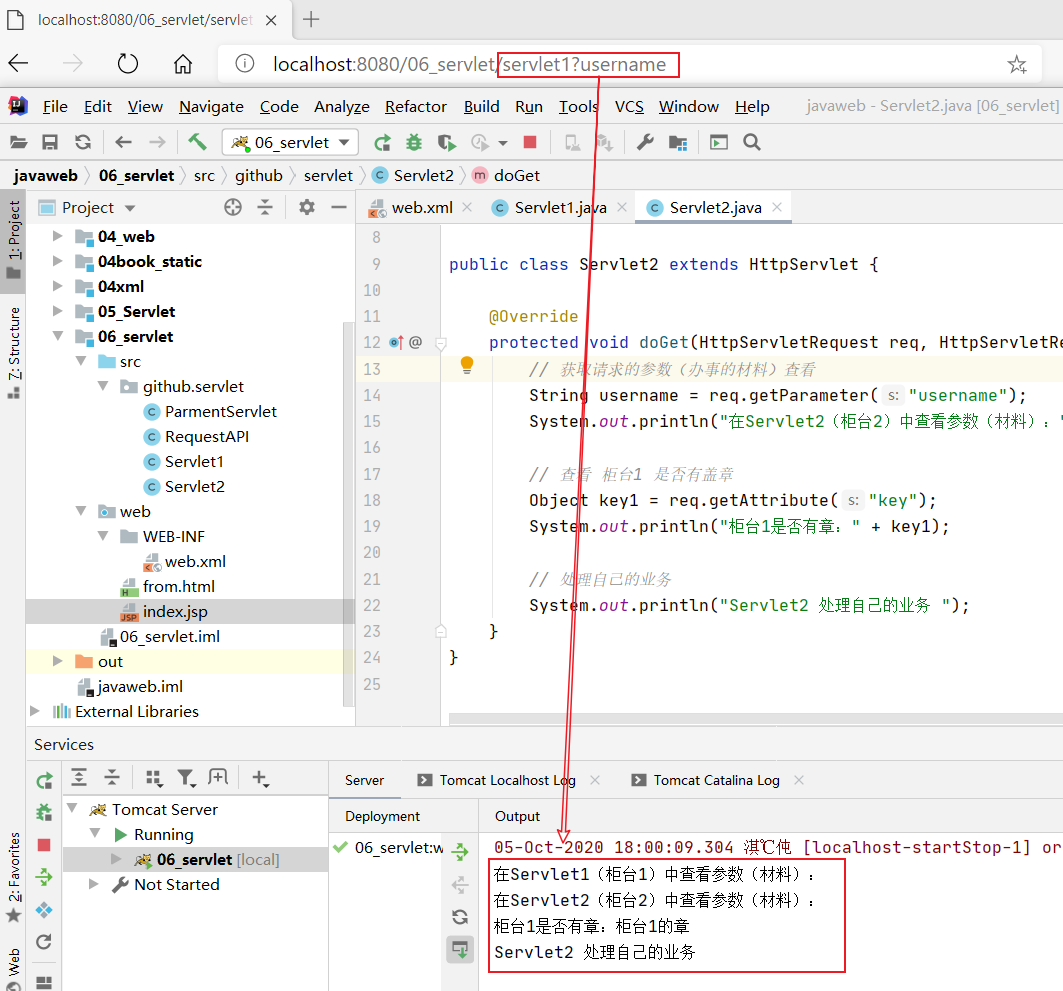 localhost:8080/06_servlet/servlet
localhost:8080/06_servlet/servlet1?username
File Edit View Navigate Code Analyze Refactor Build Run Tools VCS Window Help javaweb - Servlet2.java [06_servlet]
06_servlet
javaweb 06_servlet src github servlet Servlet2 doGet
1: Project
Z: Structure
2: Favorites
Web
Project
04_web
04book_static
04xml
05_Servlet
06_servlet
src
github.servlet
ParmentServlet
RequestAPI
Servlet1
Servlet2
web
WEB-INF
web.xml
from.html
index.jsp
06_servlet.iml
out
javaweb.iml
External Libraries
web.xml Servlet1.java Servlet2.java
8
9 public class Servlet2 extends HttpServlet {
10
11 @Override
12 protected void doGet(HttpServletRequest req, HttpServletRe
13 // 获取请求的参数（办事的材料）查看
14 String username = req.getParameter( s: "username");
15 System.out.println("在Servlet2（柜台2）中查看参数（材料）："
16
17 // 查看 柜台1 是否有盖章
18 Object key1 = req.getAttribute( s: "key");
19 System.out.println("柜台1是否有章：" + key1);
20
21 // 处理自己的业务
22 System.out.println("Servlet2 处理自己的业务 ");
23 }
24 }
25
Services
Tomcat Server
Running
06_servlet [local]
Not Started
Server Tomcat Localhost Log Tomcat Catalina Log
Deployment Output
06_servlet:w
05-Oct-2020 18:00:09.304 淇℃伅 [localhost-startStop-1] or
在Servlet1（柜台1）中查看参数（材料）：
在Servlet2（柜台2）中查看参数（材料）：
柜台1是否有章：柜台1的章
Servlet2 处理自己的业务